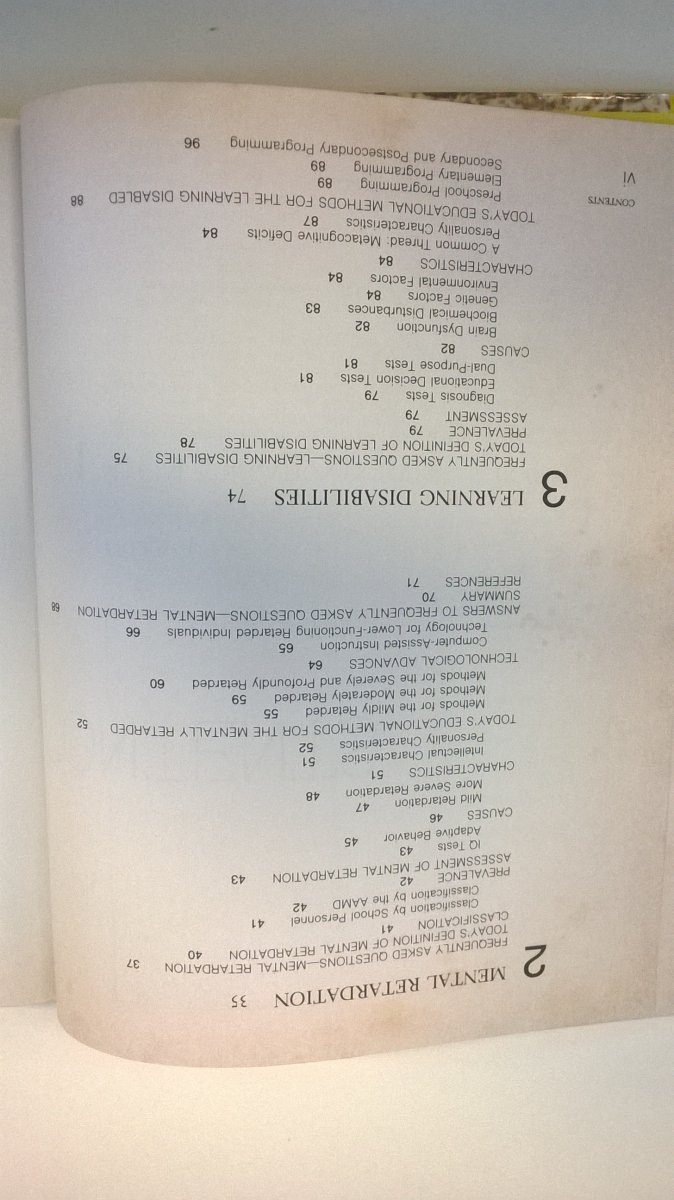 2 MENTAL RETARDATION 35
FREQUENTLY ASKED QUESTIONS—MENTAL RETARDATION 37
TODAY'S DEFINITION OF MENTAL RETARDATION 40
CLASSIFICATION 41
Classification by School Personnel 41
Classification by the AAMD 42
PREVALENCE 42
ASSESSMENT OF MENTAL RETARDATION 43
IQ Tests 43
Adaptive Behavior 45
CAUSES 46
Mild Retardation 47
More Severe Retardation 48
CHARACTERISTICS 51
Intellectual Characteristics 51
Personality Characteristics 52
TODAY'S EDUCATIONAL METHODS FOR THE MENTALLY RETARDED 52
Methods for the Mildly Retarded 55
Methods for the Moderately Retarded 59
Methods for the Severely and Profoundly Retarded 60
TECHNOLOGICAL ADVANCES 64
Computer-Assisted Instruction 65
Technology for Lower-Functioning Retarded Individuals 66
ANSWERS TO FREQUENTLY ASKED QUESTIONS—MENTAL RETARDATION 68
SUMMARY 70
REFERENCES 71
3 LEARNING DISABILITIES 74
FREQUENTLY ASKED QUESTIONS—LEARNING DISABILITIES 75
TODAY'S DEFINITION OF LEARNING DISABILITIES 78
PREVALENCE 79
ASSESSMENT 79
Diagnosis Tests 79
Educational Decision Tests 81
Dual-Purpose Tests 81
CAUSES 82
Brain Dysfunction 82
Biochemical Disturbances 83
Genetic Factors 84
Environmental Factors 84
CHARACTERISTICS 84
A Common Thread: Metacognitive Deficits 84
Personality Characteristics 87
TODAY'S EDUCATIONAL METHODS FOR THE LEARNING DISABLED 88
Preschool Programming 89
Elementary Programming 89
Secondary and Postsecondary Programming 96
CONTENTS
vi